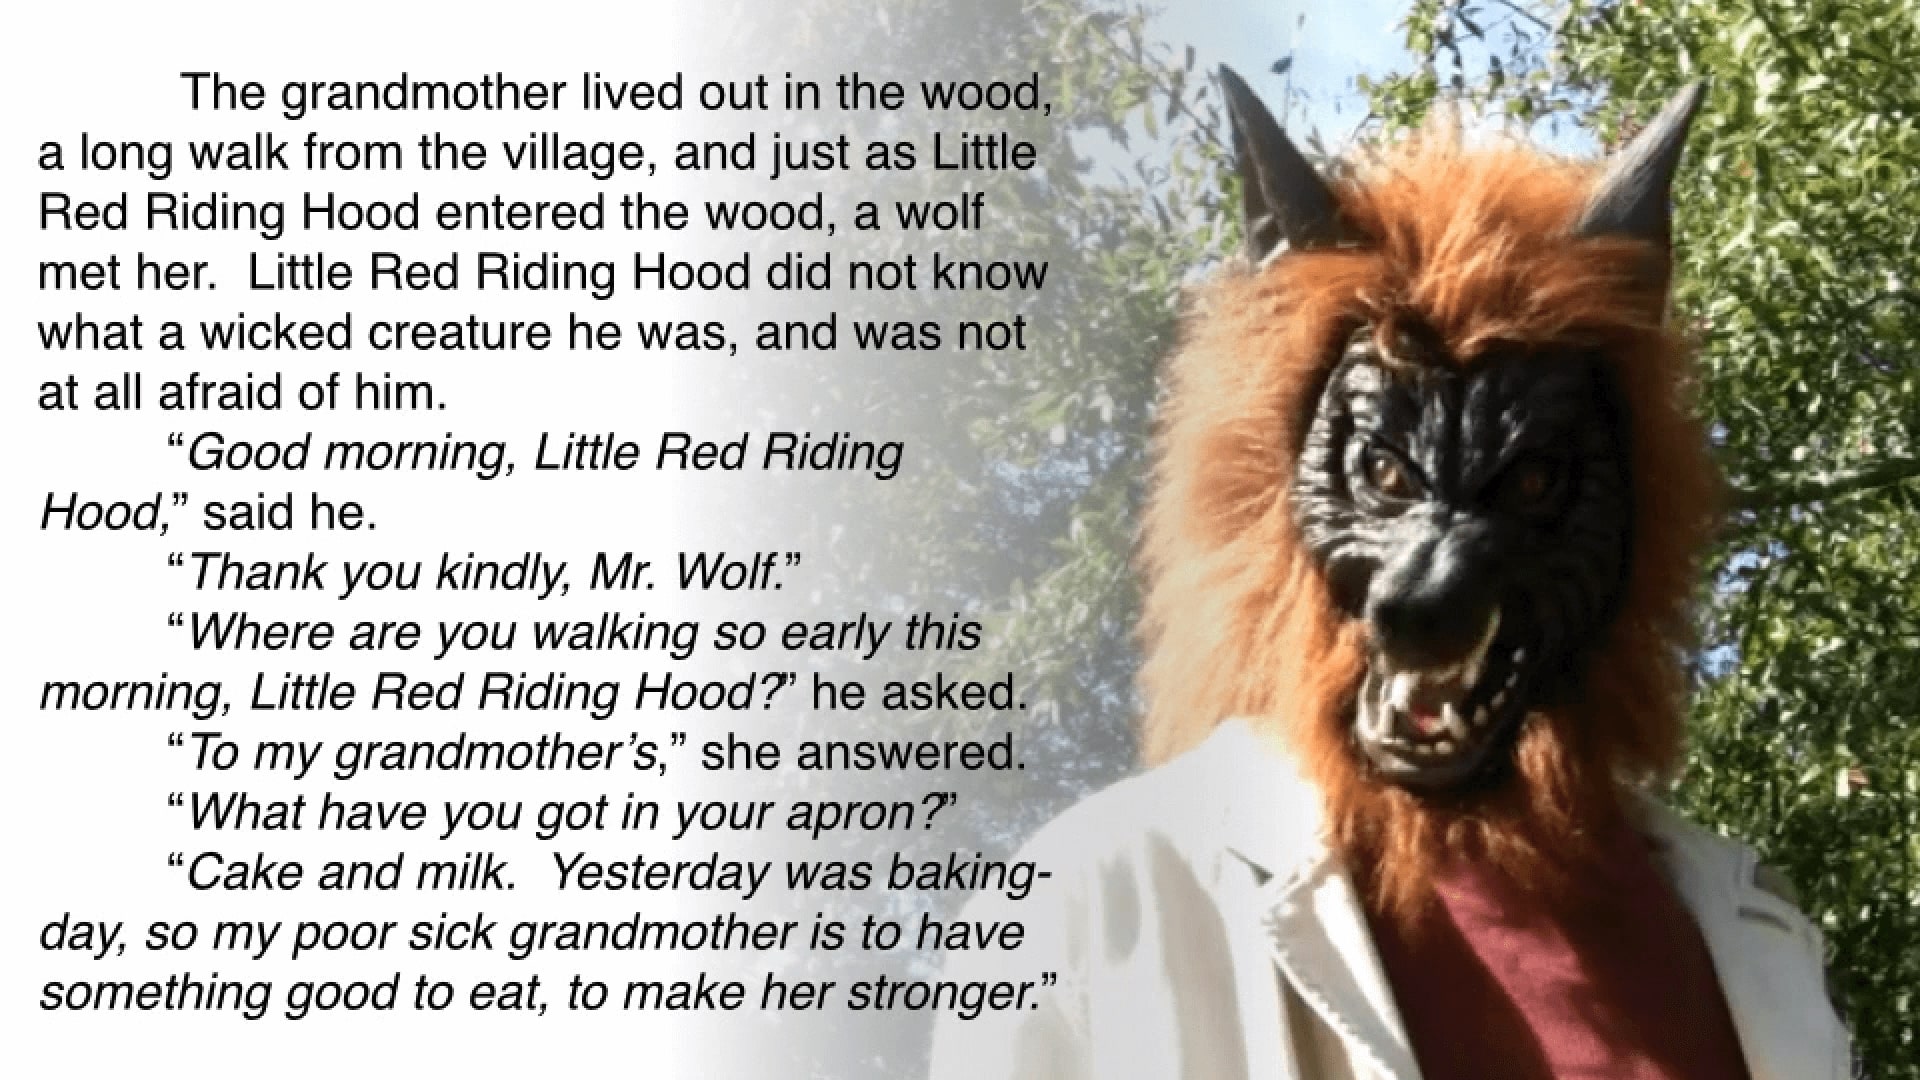 The grandmother lived out in the wood,
a long walk from the village, and just as Little
Red Riding Hood entered the wood, a wolf
met her.  Little Red Riding Hood did not know
what a wicked creature he was, and was not
at all afraid of him.
“Good morning, Little Red Riding
Hood,” said he.
“Thank you kindly, Mr. Wolf.”
“Where are you walking so early this
morning, Little Red Riding Hood?” he asked.
“To my grandmother’s,” she answered.
“What have you got in your apron?”
“Cake and milk.  Yesterday was baking-
day, so my poor sick grandmother is to have
something good to eat, to make her stronger.”